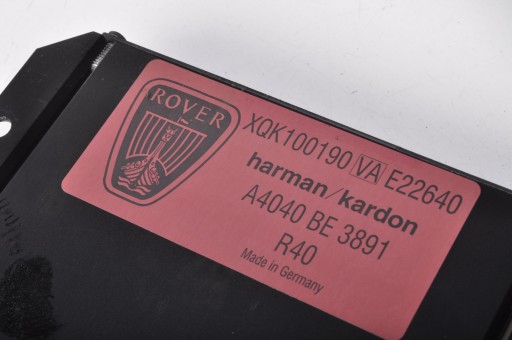 ROVER
XQK100190 VA E22640
harman/kardon
A4040 BE 3891
R40
Made in Germany